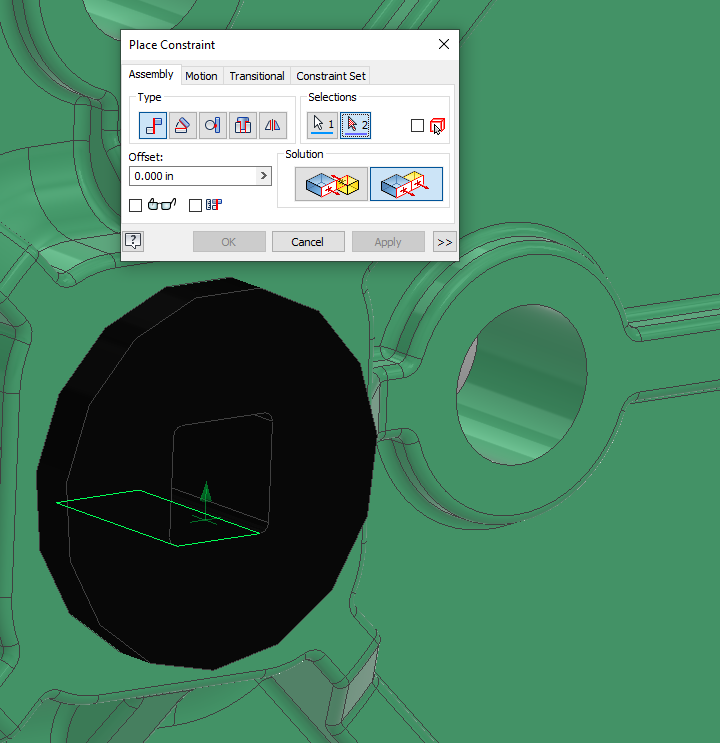 Place Constraint
Assembly Motion Transitional Constraint Set
Type
Selections
1
2
Offset:
0.000 in
Solution
?
OK
Cancel
Apply
>>